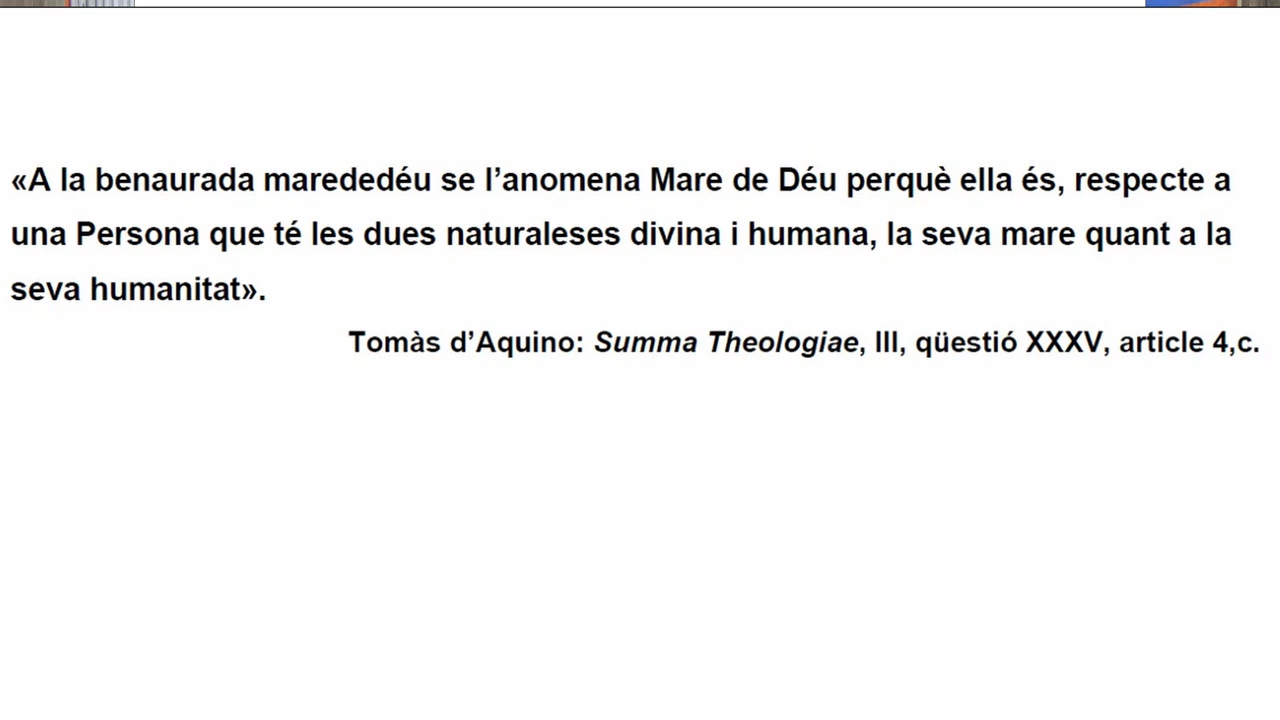 «A la benaurada marededéu se l’anomena Mare de Déu perquè ella és, respecte a
una Persona que té les dues naturaleses divina i humana, la seva mare quant a la
seva humanitat».
Tomàs d’Aquino: Summa Theologiae, III, qüestió XXXV, article 4,c.